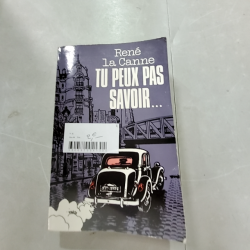 René
la Canne
TU PEUX PAS
SAVOIR...